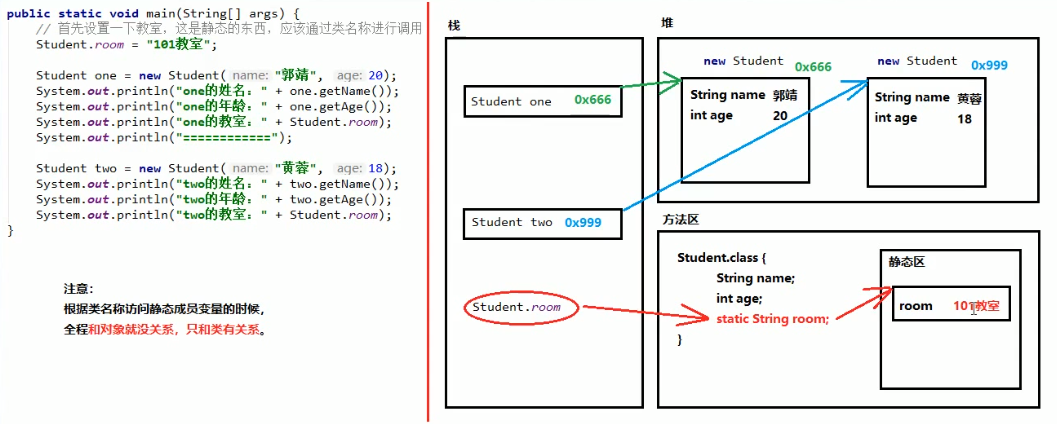 public static void main(String[] args) {
// 首先设置一下教室，这是静态的东西，应该通过类名称进行调用
Student.room = "101教室";
Student one = new Student( name: "郭靖", age: 20);
System.out.println("one的姓名：" + one.getName());
System.out.println("one的年龄：" + one.getAge());
System.out.println("one的教室：" + Student.room);
System.out.println("============");
Student two = new Student( name: "黄蓉", age: 18);
System.out.println("two的姓名：" + two.getName());
System.out.println("two的年龄：" + two.getAge());
System.out.println("two的教室：" + Student.room);
}
注意：
根据类名称访问静态成员变量的时候，
全程和对象就没关系，只和类有关系。
栈
Student one 0x666
Student two 0x999
Student.room
堆
new Student 0x666
String name 郭靖
int age 20
new Student 0x999
String name 黄蓉
int age 18
方法区
Student.class {
String name;
int age;
static String room;
}
静态区
room 101教室